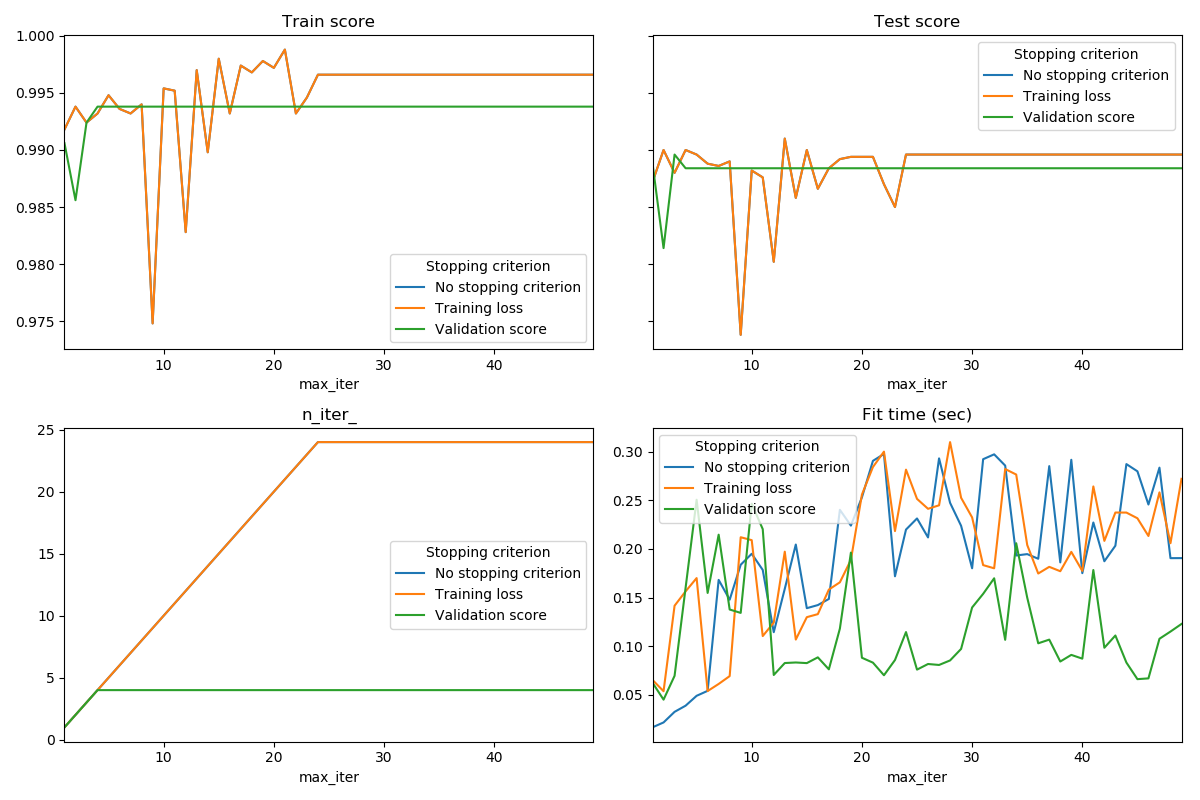 Train score
1.000
0.995
0.990
0.985
0.980
0.975
Stopping criterion
No stopping criterion
Training loss
Validation score
10
20
30
40
max_iter
Test score
Stopping criterion
No stopping criterion
Training loss
Validation score
10
20
30
40
max_iter
n_iter_
25
20
15
10
5
0
Stopping criterion
No stopping criterion
Training loss
Validation score
10
20
30
40
max_iter
Fit time (sec)
0.30
0.25
0.20
0.15
0.10
0.05
Stopping criterion
No stopping criterion
Training loss
Validation score
10
20
30
40
max_iter